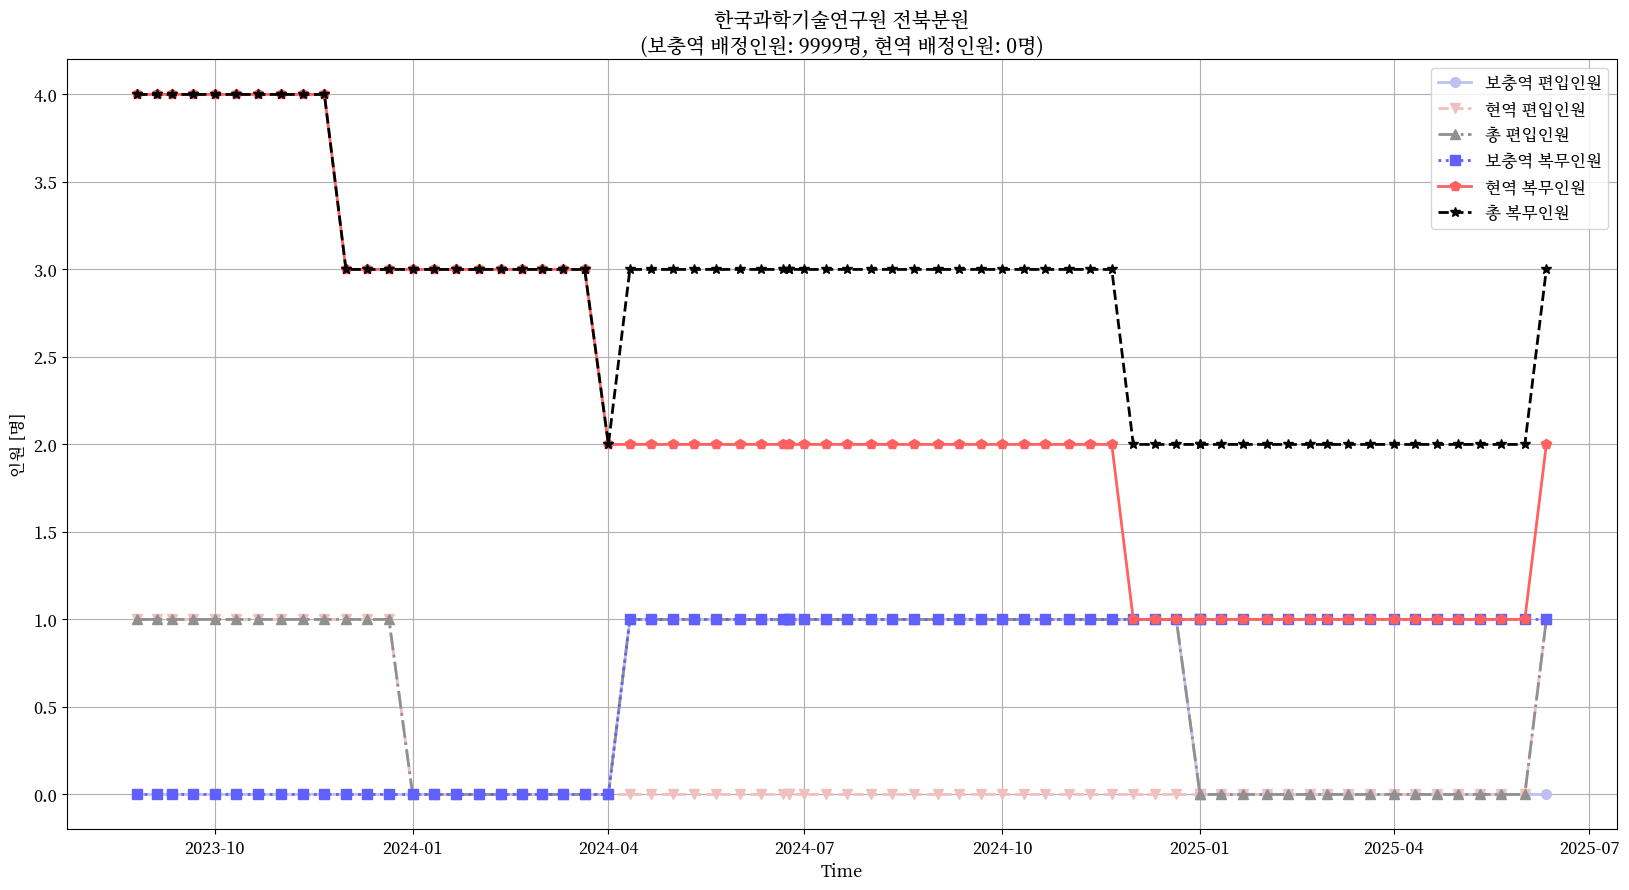 한국과학기술연구원 전북분원
(보충역 배정인원: 9999명, 현역 배정인원: 0명)
보충역 편입인원
현역 편입인원
총 편입인원
보충역 복무인원
현역 복무인원
총 복무인원
4.0
3.5
3.0
2.5
2.0
1.5
1.0
0.5
0.0
인원 [명]
2023-10
2024-01
2024-04
2024-07
2024-10
2025-01
2025-04
2025-07
Time